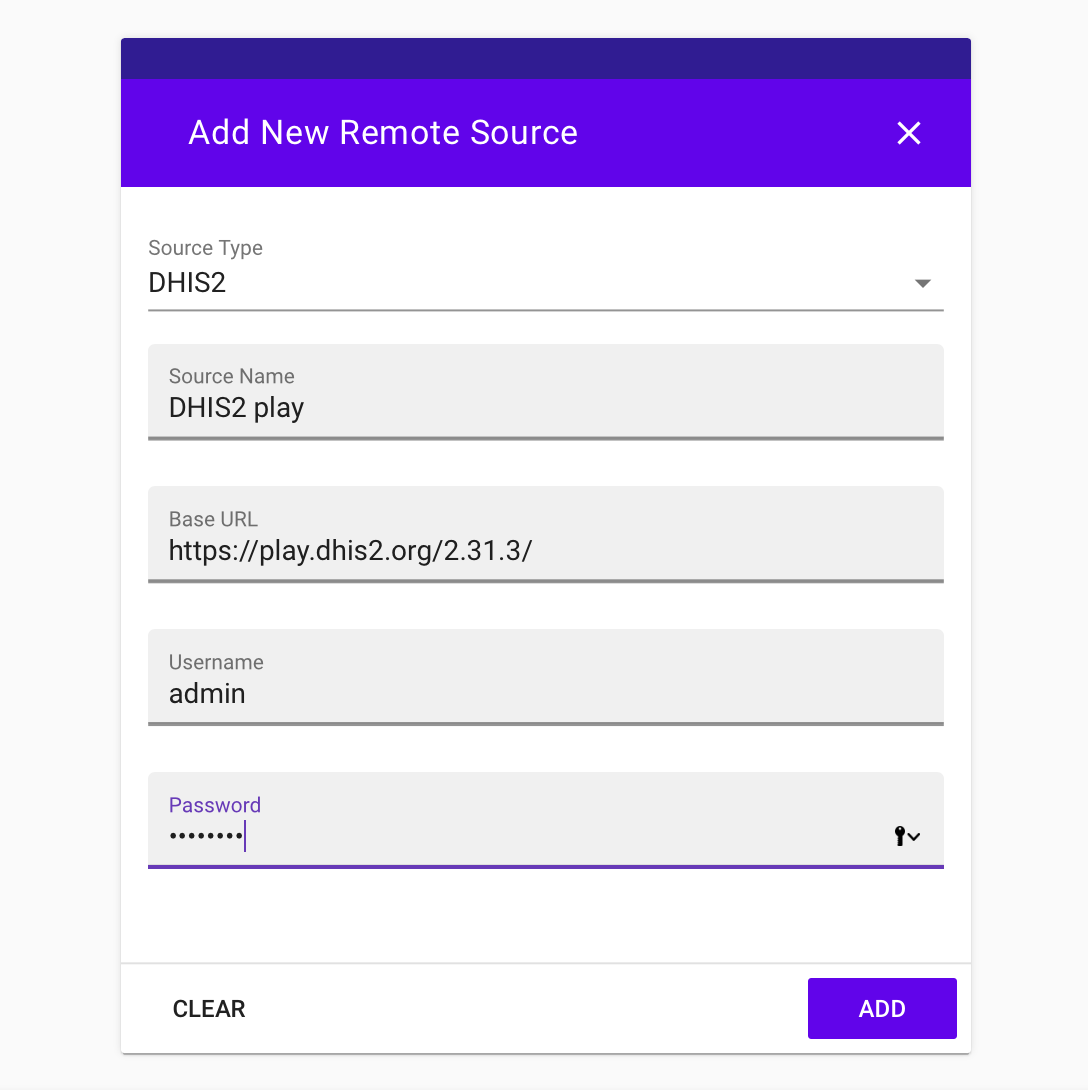 Add New Remote Source
Source Type
DHIS2
Source Name
DHIS2 play
Base URL
https://play.dhis2.org/2.31.3/
Username
admin
Password
••••••••
CLEAR
ADD